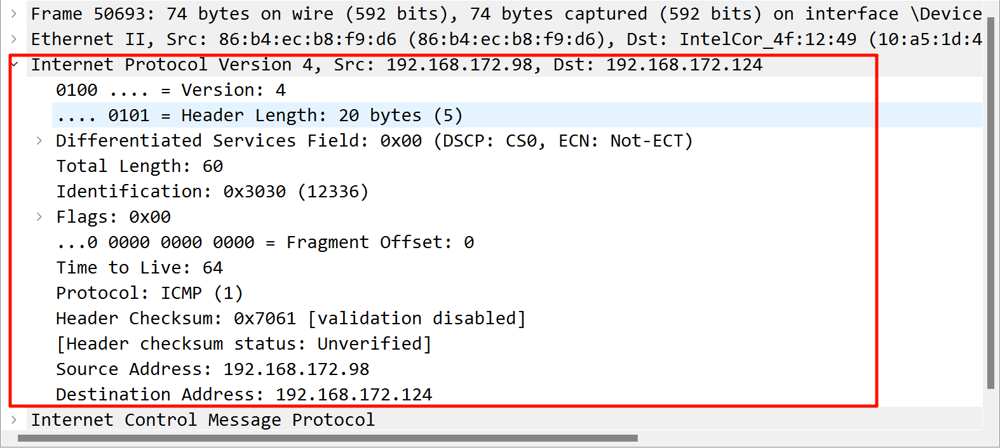 Frame 50693: 74 bytes on wire (592 bits), 74 bytes captured (592 bits) on interface \Device
Ethernet II, Src: 86:b4:ec:b8:f9:d6 (86:b4:ec:b8:f9:d6), Dst: IntelCor_4f:12:49 (10:a5:1d:4
Internet Protocol Version 4, Src: 192.168.172.98, Dst: 192.168.172.124
0100 .... = Version: 4
.... 0101 = Header Length: 20 bytes (5)
Differentiated Services Field: 0x00 (DSCP: CS0, ECN: Not-ECT)
Total Length: 60
Identification: 0x3030 (12336)
Flags: 0x00
...0 0000 0000 0000 = Fragment Offset: 0
Time to Live: 64
Protocol: ICMP (1)
Header Checksum: 0x7061 [validation disabled]
[Header checksum status: Unverified]
Source Address: 192.168.172.98
Destination Address: 192.168.172.124
Internet Control Message Protocol